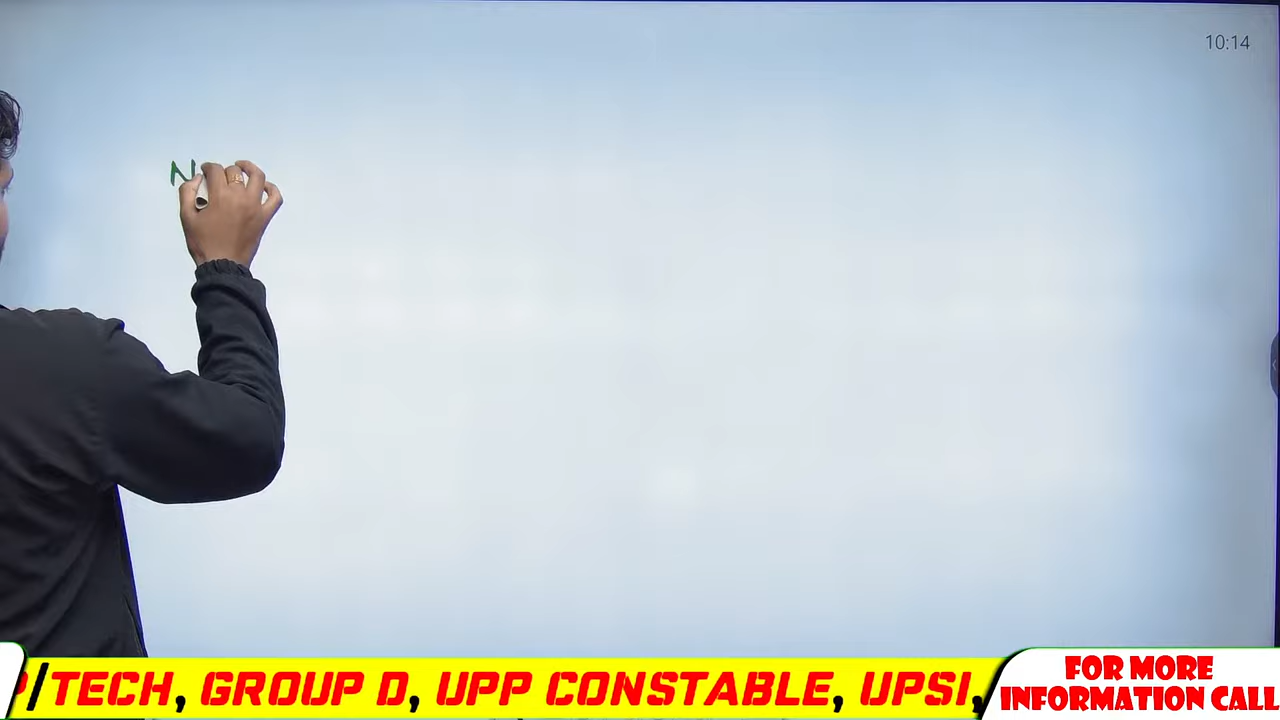 10:14
N
/TECH, GROUP D, UPP CONSTABLE, UPSI,
FOR MORE
INFORMATION CALL